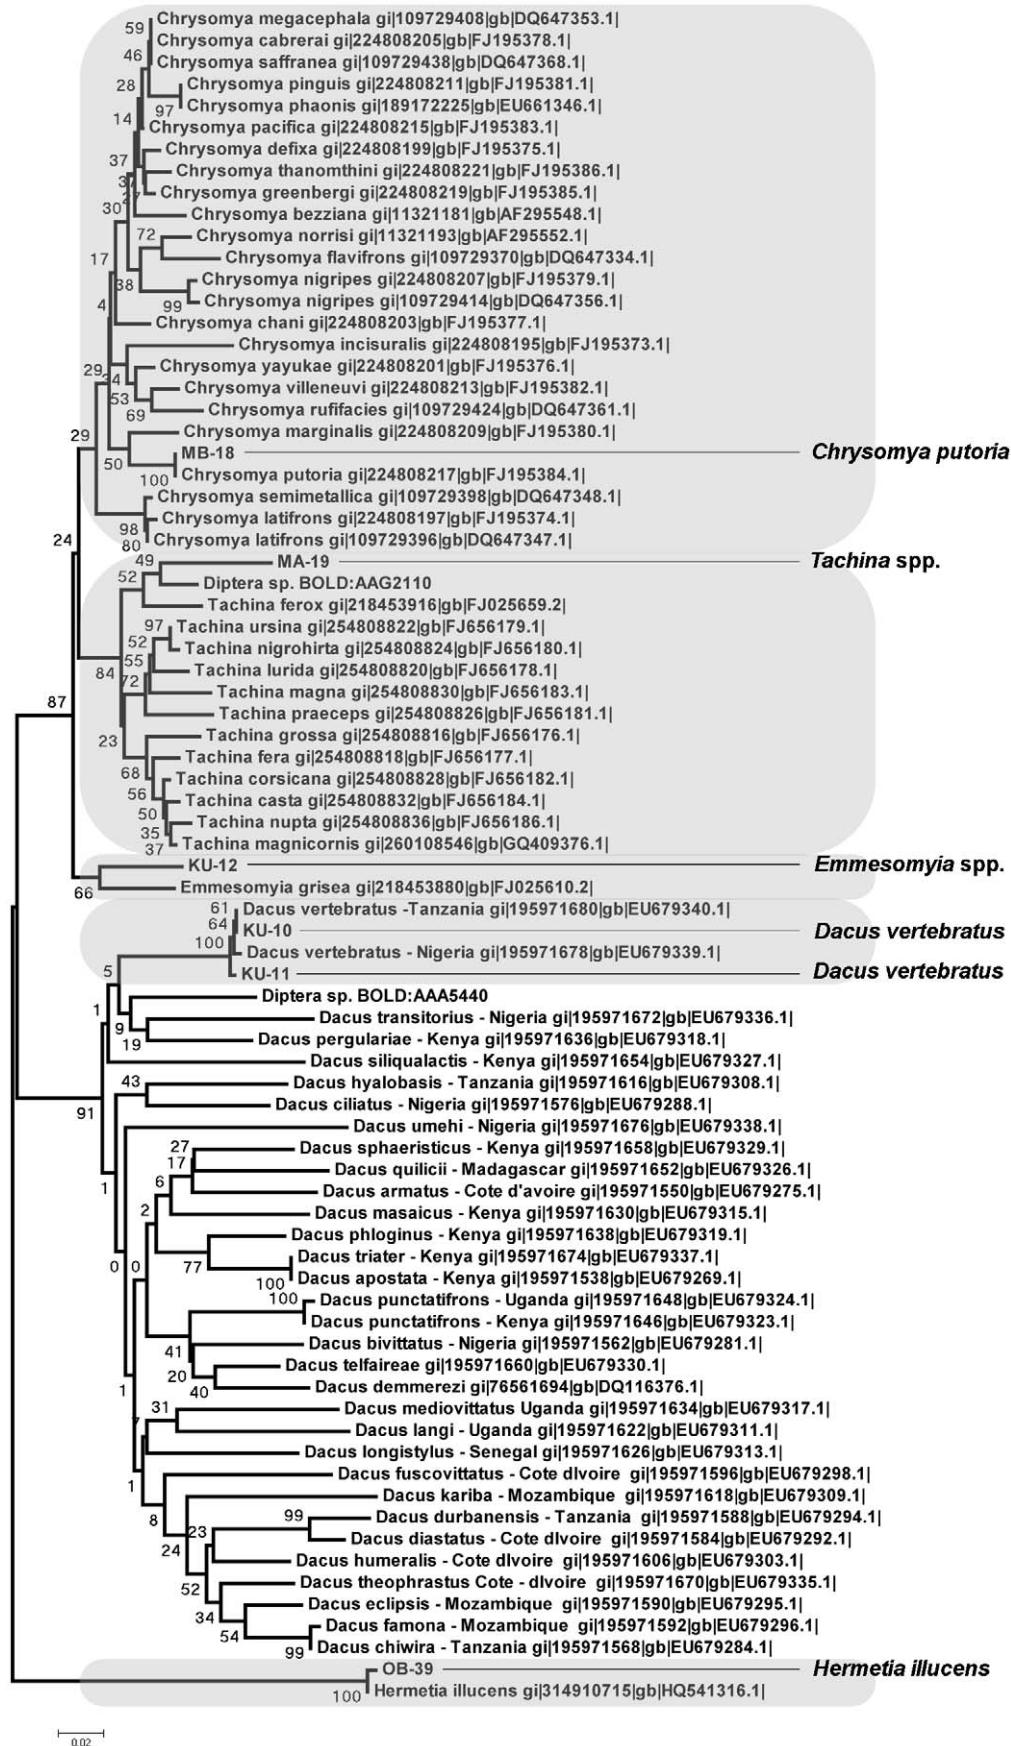 59
Chrysomya megacephala gi|109729408|gb|DQ647353.1|
Chrysomya cabrerai gi|224808205|gb|FJ195378.1|
46
Chrysomya saffranea gi|109729438|gb|DQ647368.1|
28
Chrysomya pinguis gi|224808211|gb|FJ195381.1|
97
Chrysomya phaonis gi|189172225|gb|EU661346.1|
14
Chrysomya pacifica gi|224808215|gb|FJ195383.1|
Chrysomya defixa gi|224808199|gb|FJ195375.1|
37
Chrysomya thanomthini gi|224808221|gb|FJ195386.1|
Chrysomya greenbergi gi|224808219|gb|FJ195385.1|
30
Chrysomya bezziana gi|11321181|gb|AF295548.1|
72
Chrysomya norrisi gi|11321193|gb|AF295552.1|
17
Chrysomya flavifrons gi|109729370|gb|DQ647334.1|
38
Chrysomya nigripes gi|224808207|gb|FJ195379.1|
4
99
Chrysomya nigripes gi|109729414|gb|DQ647356.1|
Chrysomya chani gi|224808203|gb|FJ195377.1|
Chrysomya incisuralis gi|224808195|gb|FJ195373.1|
29
34
Chrysomya yayukae gi|224808201|gb|FJ195376.1|
53
Chrysomya villeneuvi gi|224808213|gb|FJ195382.1|
69
Chrysomya rufifacies gi|109729424|gb|DQ647361.1|
29
Chrysomya marginalis gi|224808209|gb|FJ195380.1|
50
MB-18
Chrysomya putoria
100
Chrysomya putoria gi|224808217|gb|FJ195384.1|
Chrysomya semimetallica gi|109729398|gb|DQ647348.1|
98
Chrysomya latifrons gi|224808197|gb|FJ195374.1|
24
80
Chrysomya latifrons gi|109729396|gb|DQ647347.1|
49
MA-19
Tachina spp.
52
Diptera sp. BOLD:AAG2110
Tachina ferox gi|218453916|gb|FJ025659.2|
97
Tachina ursina gi|254808822|gb|FJ656179.1|
52
Tachina nigrohirta gi|254808824|gb|FJ656180.1|
55
84
Tachina lurida gi|254808820|gb|FJ656178.1|
72
Tachina magna gi|254808830|gb|FJ656183.1|
87
Tachina praeceps gi|254808826|gb|FJ656181.1|
23
Tachina grossa gi|254808816|gb|FJ656176.1|
68
Tachina fera gi|254808818|gb|FJ656177.1|
56
Tachina corsicana gi|254808828|gb|FJ656182.1|
50
Tachina casta gi|254808832|gb|FJ656184.1|
35
Tachina nupta gi|254808836|gb|FJ656186.1|
37
Tachina magnicornis gi|260108546|gb|GQ409376.1|
KU-12
Emmesomyia spp.
66
Emmesomyia grisea gi|218453880|gb|FJ025610.2|
61
Dacus vertebratus -Tanzania gi|195971680|gb|EU679340.1|
64
KU-10
Dacus vertebratus
100
Dacus vertebratus - Nigeria gi|195971678|gb|EU679339.1|
5
KU-11
Dacus vertebratus
Diptera sp. BOLD:AAA5440
1
9
Dacus transitorius - Nigeria gi|195971672|gb|EU679336.1|
19
Dacus pergulariae - Kenya gi|195971636|gb|EU679318.1|
Dacus siliqualactis - Kenya gi|195971654|gb|EU679327.1|
43
Dacus hyalobasis - Tanzania gi|195971616|gb|EU679308.1|
91
Dacus ciliatus - Nigeria gi|195971576|gb|EU679288.1|
Dacus umehi - Nigeria gi|195971676|gb|EU679338.1|
27
Dacus sphaeristicus - Kenya gi|195971658|gb|EU679329.1|
17
Dacus quilicii - Madagascar gi|195971652|gb|EU679326.1|
1
6
Dacus armatus - Cote d'avoire gi|195971550|gb|EU679275.1|
2
Dacus masaicus - Kenya gi|195971630|gb|EU679315.1|
Dacus phloginus - Kenya gi|195971638|gb|EU679319.1|
0
0
77
Dacus triater - Kenya gi|195971674|gb|EU679337.1|
100
Dacus apostata - Kenya gi|195971538|gb|EU679269.1|
100
Dacus punctatifrons - Uganda gi|195971648|gb|EU679324.1|
Dacus punctatifrons - Kenya gi|195971646|gb|EU679323.1|
41
Dacus bivittatus - Nigeria gi|195971562|gb|EU679281.1|
20
Dacus telfaireae gi|195971660|gb|EU679330.1|
1
40
Dacus demmerezi gi|76561694|gb|DQ116376.1|
31
Dacus mediovittatus Uganda gi|195971634|gb|EU679317.1|
7
Dacus langi - Uganda gi|195971622|gb|EU679311.1|
Dacus longistylus - Senegal gi|195971626|gb|EU679313.1|
1
Dacus fuscovittatus - Cote dIvoire gi|195971596|gb|EU679298.1|
Dacus kariba - Mozambique gi|195971618|gb|EU679309.1|
8
99
Dacus durbanensis - Tanzania gi|195971588|gb|EU679294.1|
23
Dacus diastatus - Cote dIvoire gi|195971584|gb|EU679292.1|
24
Dacus humeralis - Cote dIvoire gi|195971606|gb|EU679303.1|
52
Dacus theophrastus Cote - dIvoire gi|195971670|gb|EU679335.1|
34
Dacus eclipsis - Mozambique gi|195971590|gb|EU679295.1|
54
Dacus famona - Mozambique gi|195971592|gb|EU679296.1|
99
Dacus chiwira - Tanzania gi|195971568|gb|EU679284.1|
OB-39
Hermetia illucens
100
Hermetia illucens gi|314910715|gb|HQ541316.1|
0.02